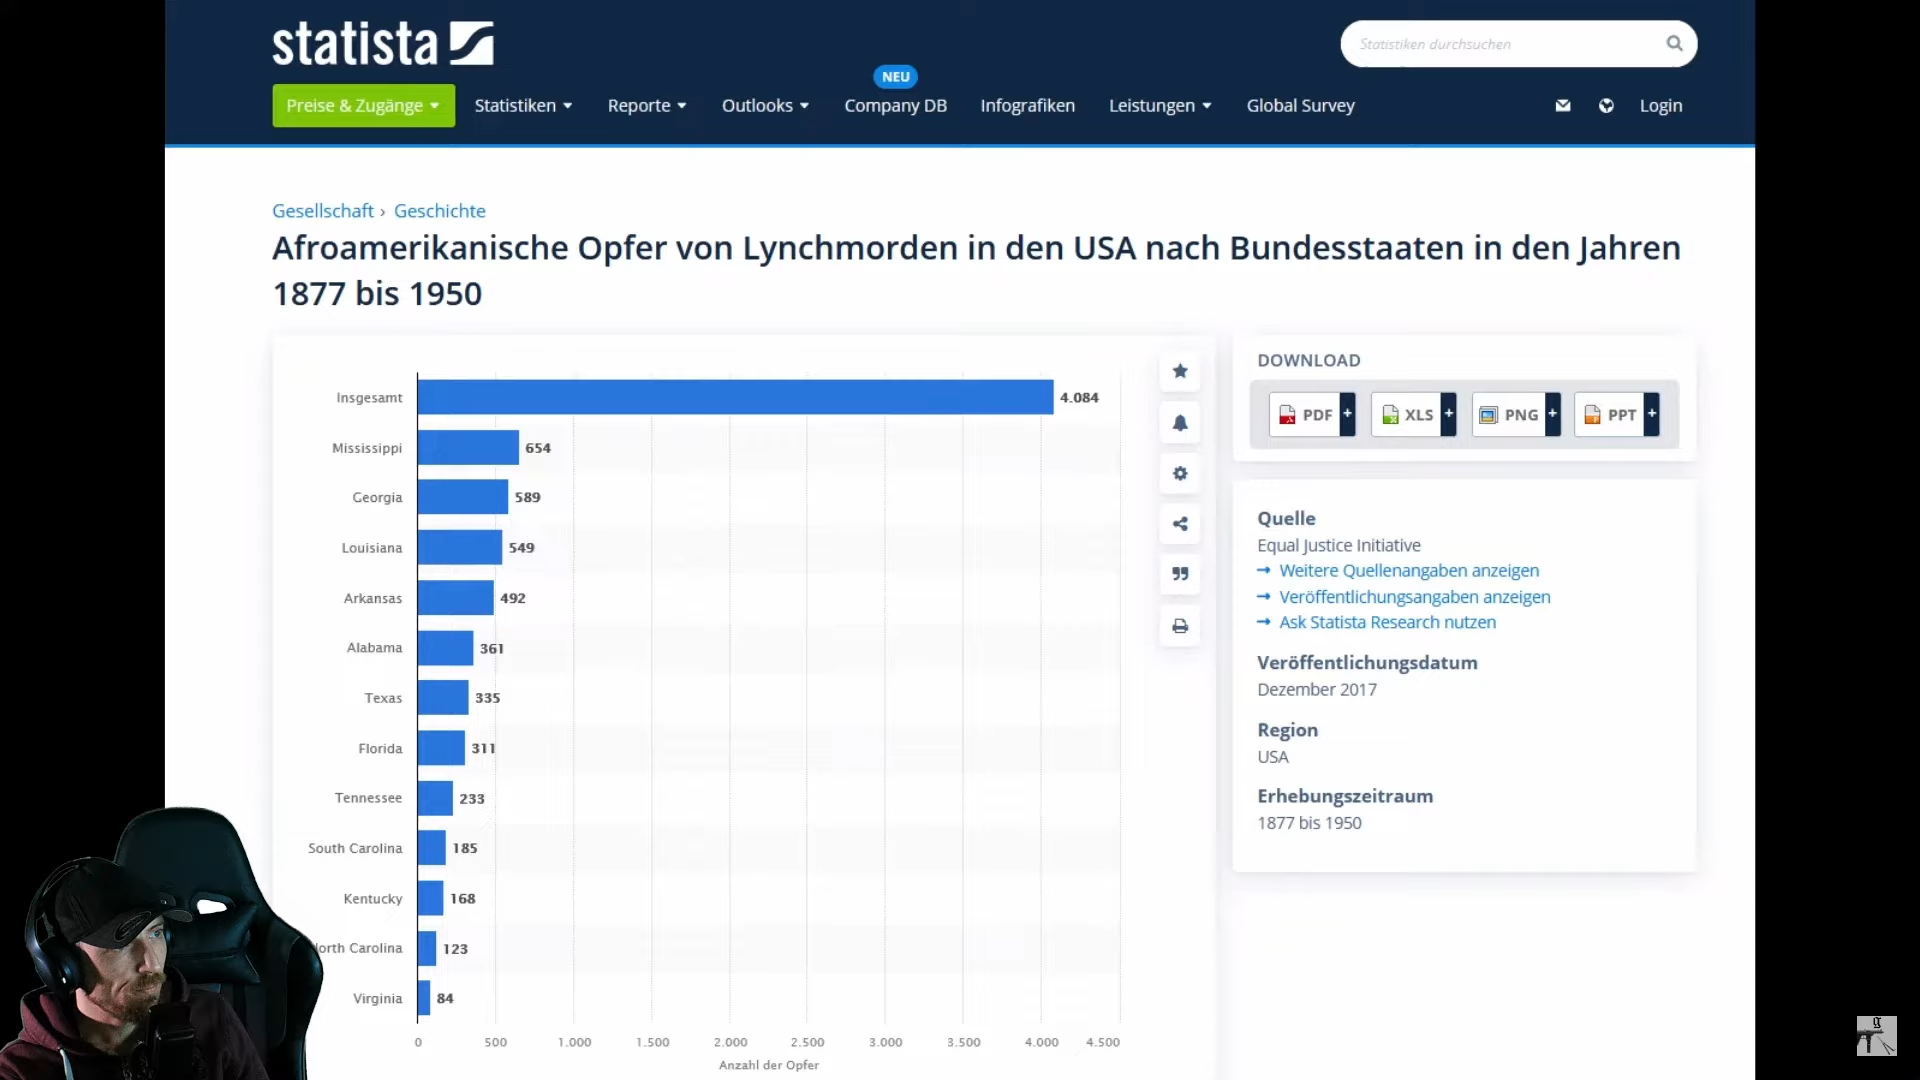 statista
Statistiken durchsuchen
NEU
Preise & Zugänge Statistiken Reporte Outlooks Company DB Infografiken Leistungen Global Survey Login
Gesellschaft › Geschichte
Afroamerikanische Opfer von Lynchmorden in den USA nach Bundesstaaten in den Jahren
1877 bis 1950
Insgesamt 4.084
Mississippi 654
Georgia 589
Louisiana 549
Arkansas 492
Alabama 361
Texas 335
Florida 311
Tennessee 233
South Carolina 185
Kentucky 168
orth Carolina 123
Virginia 84
0 500 1.000 1.500 2.000 2.500 3.000 3.500 4.000 4.500
Anzahl der Opfer
DOWNLOAD
PDF + XLS + PNG + PPT +
Quelle
Equal Justice Initiative
→ Weitere Quellenangaben anzeigen
→ Veröffentlichungsangaben anzeigen
→ Ask Statista Research nutzen
Veröffentlichungsdatum
Dezember 2017
Region
USA
Erhebungszeitraum
1877 bis 1950